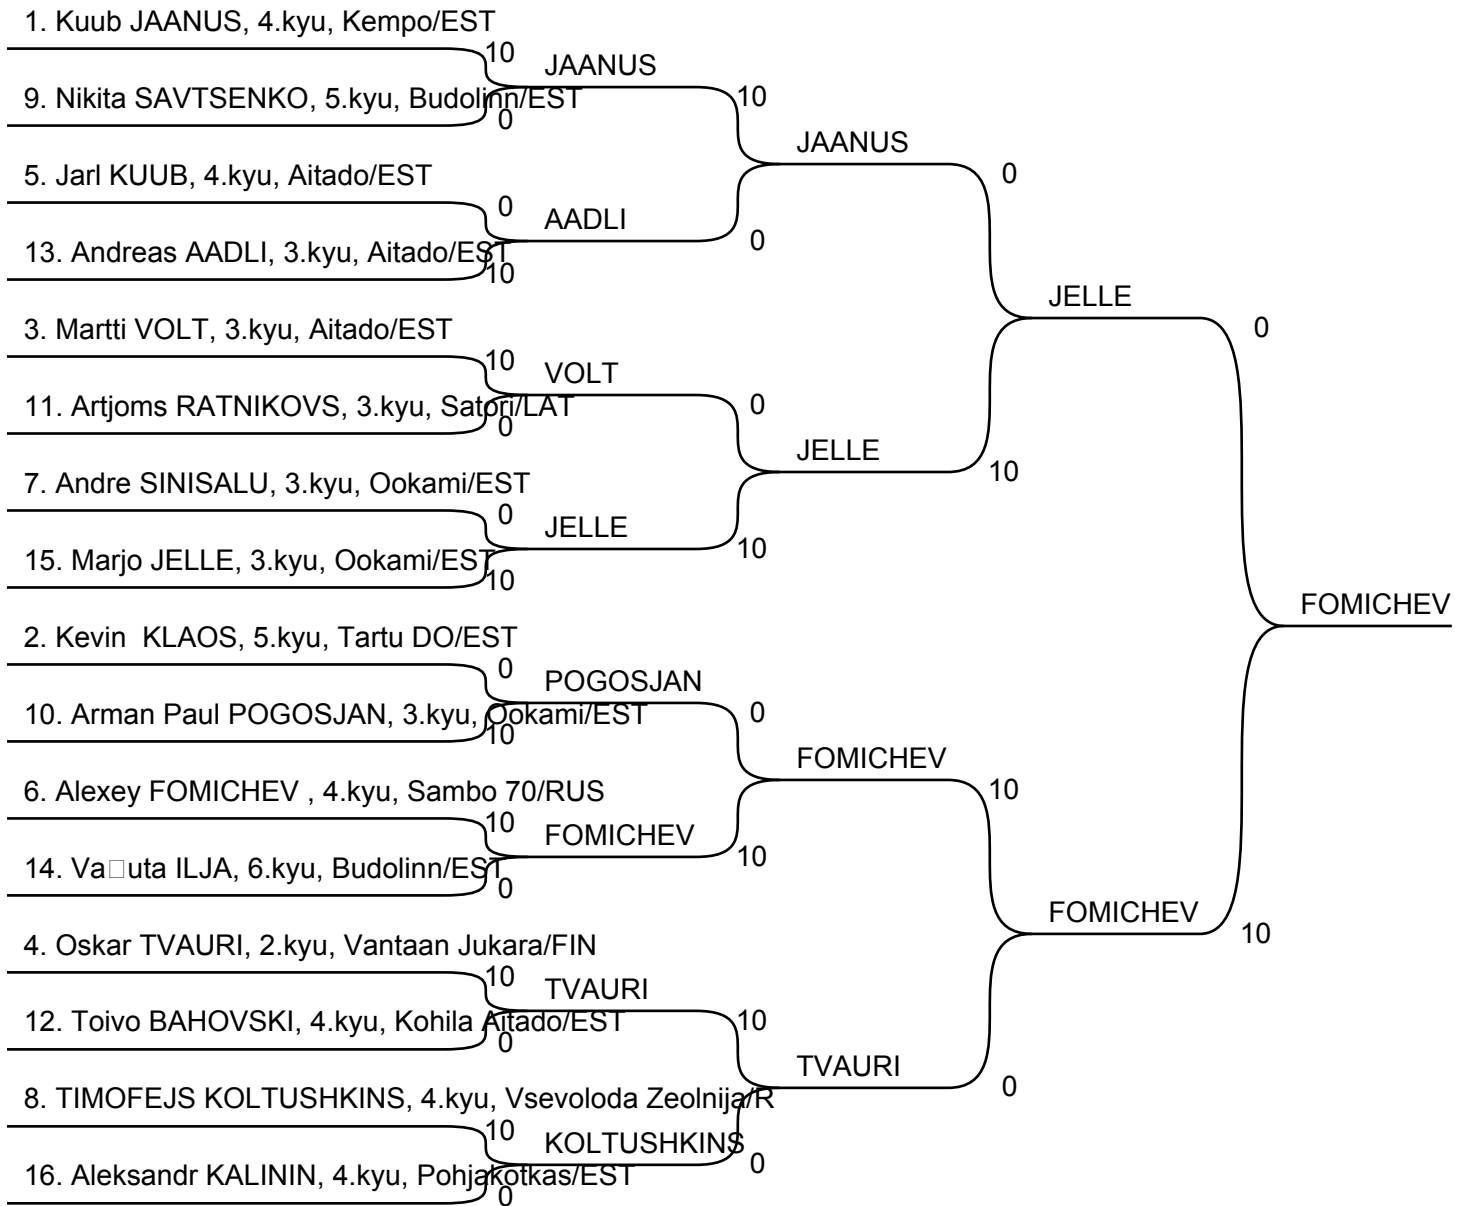 1. Kuub JAANUS, 4.kyu, Kempo/EST
10
JAANUS
9. Nikita SAVTSENKO, 5.kyu, Budolinn/EST
0
10
JAANUS
5. Jarl KUUB, 4.kyu, Aitado/EST
0
0
AADLI
0
13. Andreas AADLI, 3.kyu, Aitado/EST
10
JELLE
3. Martti VOLT, 3.kyu, Aitado/EST
0
10
VOLT
11. Artjoms RATNIKOVS, 3.kyu, Satori/LAT
0
0
JELLE
10
7. Andre SINISALU, 3.kyu, Ookami/EST
0
JELLE
10
15. Marjo JELLE, 3.kyu, Ookami/EST
10
FOMICHEV
2. Kevin  KLAOS, 5.kyu, Tartu DO/EST
0
POGOSJAN
10. Arman Paul POGOSJAN, 3.kyu, Ookami/EST
10
0
FOMICHEV
6. Alexey FOMICHEV , 4.kyu, Sambo 70/RUS
10
10
FOMICHEV
10
14. Va□uta ILJA, 6.kyu, Budolinn/EST
0
FOMICHEV
10
4. Oskar TVAURI, 2.kyu, Vantaan Jukara/FIN
10
TVAURI
12. Toivo BAHOVSKI, 4.kyu, Kohila Aitado/EST
0
10
TVAURI
0
8. TIMOFEJS KOLTUSHKINS, 4.kyu, Vsevoloda Zeolnija/R
10
KOLTUSHKINS
0
16. Aleksandr KALININ, 4.kyu, Pohjakotkas/EST
0